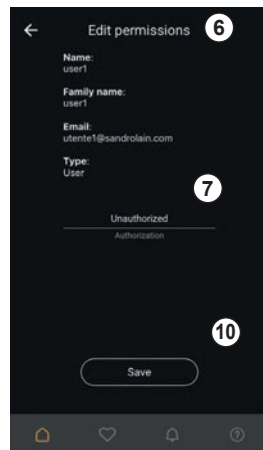 Edit permissions 6
Name:
user1
Family name:
user1
Email:
utente1@sandrolain.com
Type:
User
7
Unauthorized
Authorization
10
Save